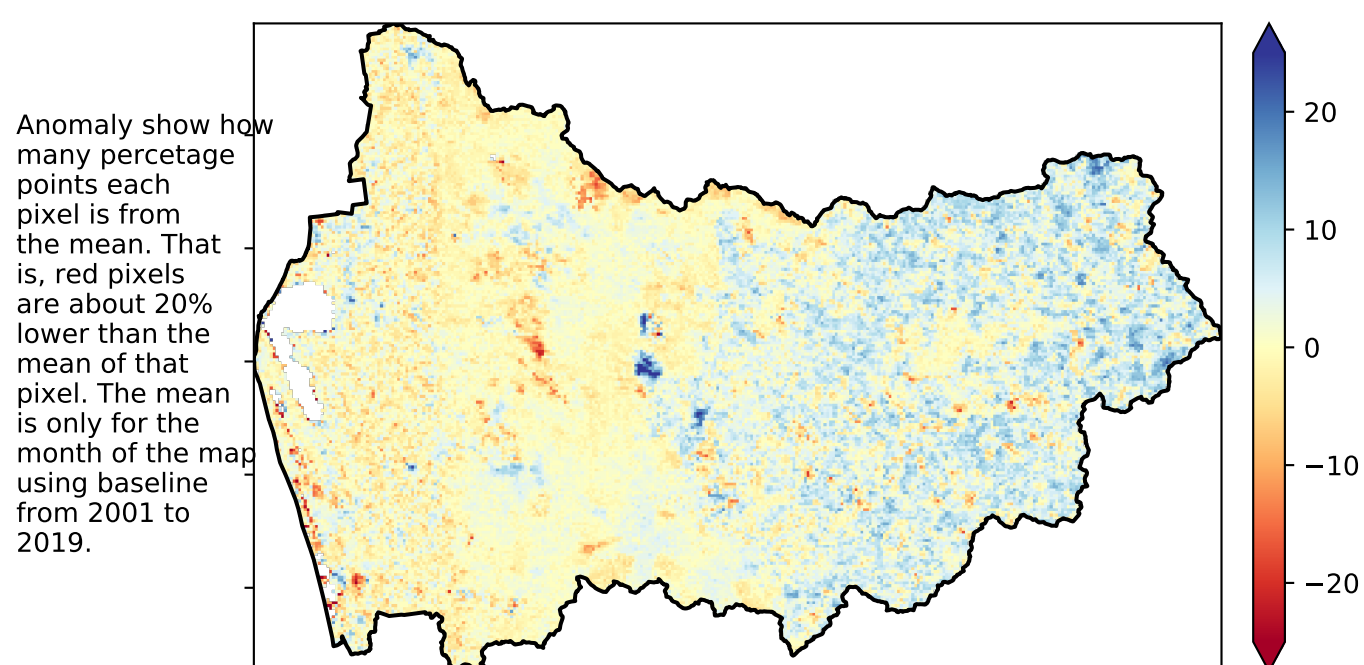 Anomaly show how
many percetage
points each
pixel is from
the mean. That
is, red pixels
are about 20%
lower than the
mean of that
pixel. The mean
is only for the
month of the map
using baseline
from 2001 to
2019.
20
10
0
−10
−20